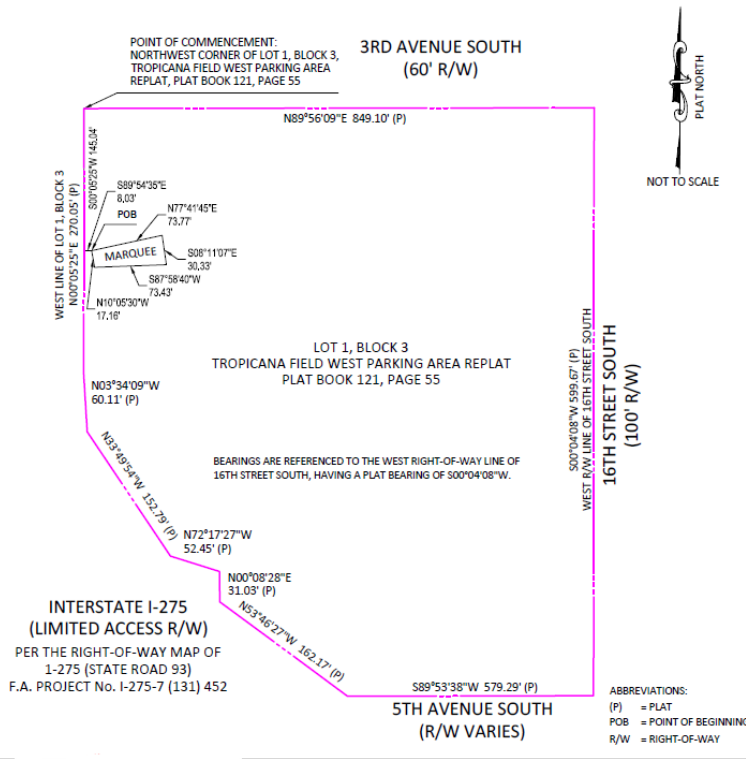 POINT OF COMMENCEMENT:
NORTHWEST CORNER OF LOT 1, BLOCK 3,
TROPICANA FIELD WEST PARKING AREA
REPLAT, PLAT BOOK 121, PAGE 55
3RD AVENUE SOUTH
(60' R/W)
PLAT NORTH
NOT TO SCALE
N89°56'09"E 849.10' (P)
WEST LINE OF LOT 1, BLOCK 3
N00°05'25"E 270.05' (P)
S00°05'25"W 145.04'
S89°54'35"E
8.03'
POB
N77°41'45"E
73.77'
MARQUEE
S08°11'07"E
30.33'
S87°58'40"W
73.43'
N10°05'30"W
17.16'
LOT 1, BLOCK 3
TROPICANA FIELD WEST PARKING AREA REPLAT
PLAT BOOK 121, PAGE 55
S00°04'08"W 599.67' (P)
WEST R/W LINE OF 16TH STREET SOUTH
16TH STREET SOUTH
(100' R/W)
N03°34'09"W
60.11' (P)
N33°49'54"W 152.79' (P)
BEARINGS ARE REFERENCED TO THE WEST RIGHT-OF-WAY LINE OF
16TH STREET SOUTH, HAVING A PLAT BEARING OF S00°04'08"W.
N72°17'27"W
52.45' (P)
N00°08'28"E
31.03' (P)
N53°46'27"W 162.17' (P)
INTERSTATE I-275
(LIMITED ACCESS R/W)
PER THE RIGHT-OF-WAY MAP OF
1-275 (STATE ROAD 93)
F.A. PROJECT No. I-275-7 (131) 452
S89°53'38"W 579.29' (P)
5TH AVENUE SOUTH
(R/W VARIES)
ABBREVIATIONS:
(P) = PLAT
POB = POINT OF BEGINNING
R/W = RIGHT-OF-WAY